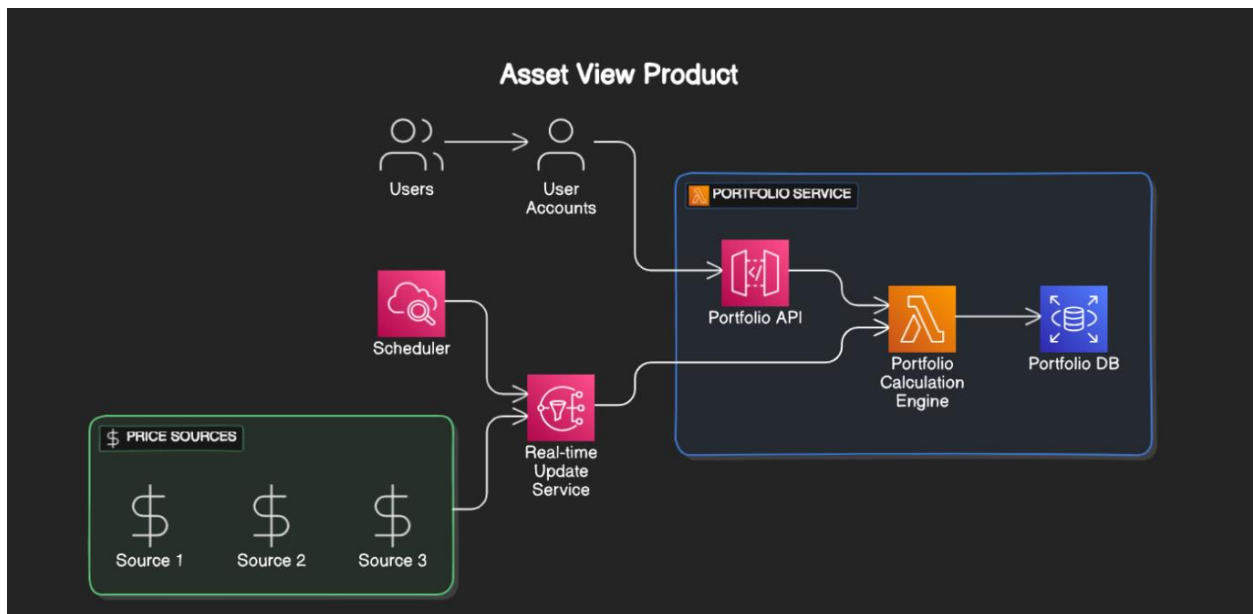 Asset View Product
Users
User
Accounts
PORTFOLIO SERVICE
Portfolio API
Scheduler
Portfolio
Calculation
Engine
Portfolio DB
$ PRICE SOURCES
Real-time
Update
Service
Source 1
Source 2
Source 3